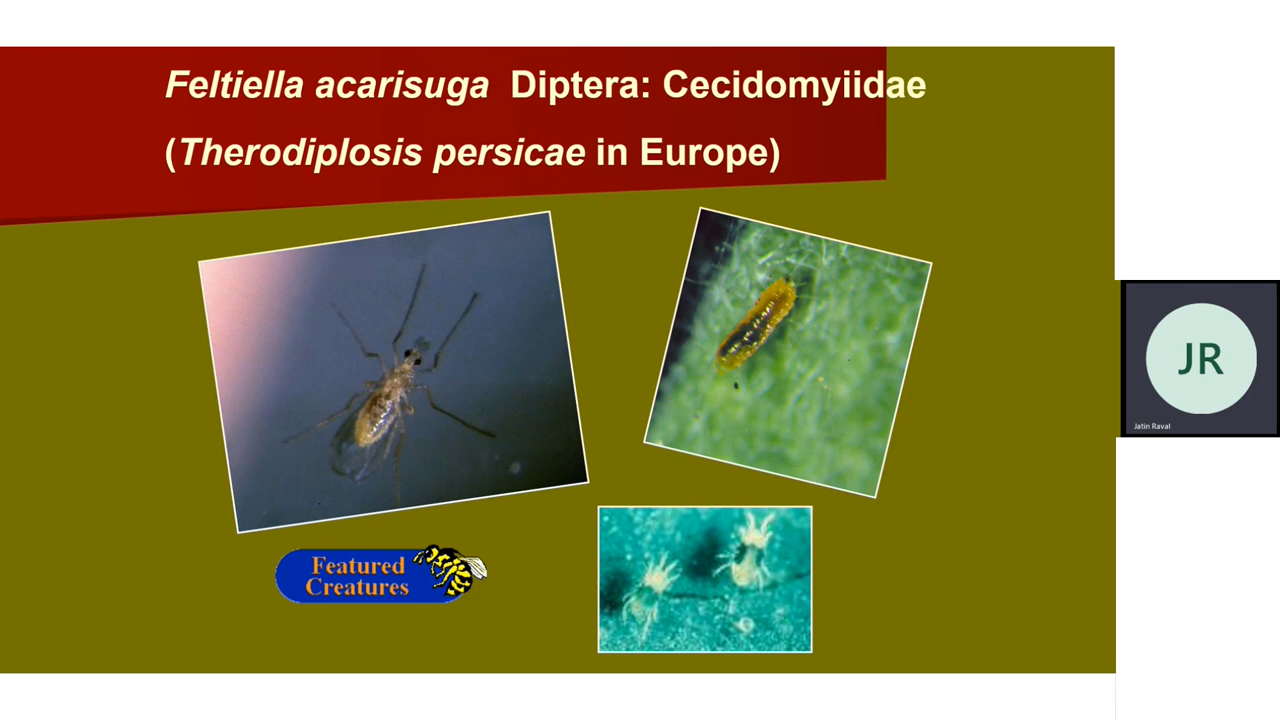 Feltiella acarisuga Diptera: Cecidomyiidae
(Therodiplosis persicae in Europe)
Featured
Creatures
JR
Jatin Raval